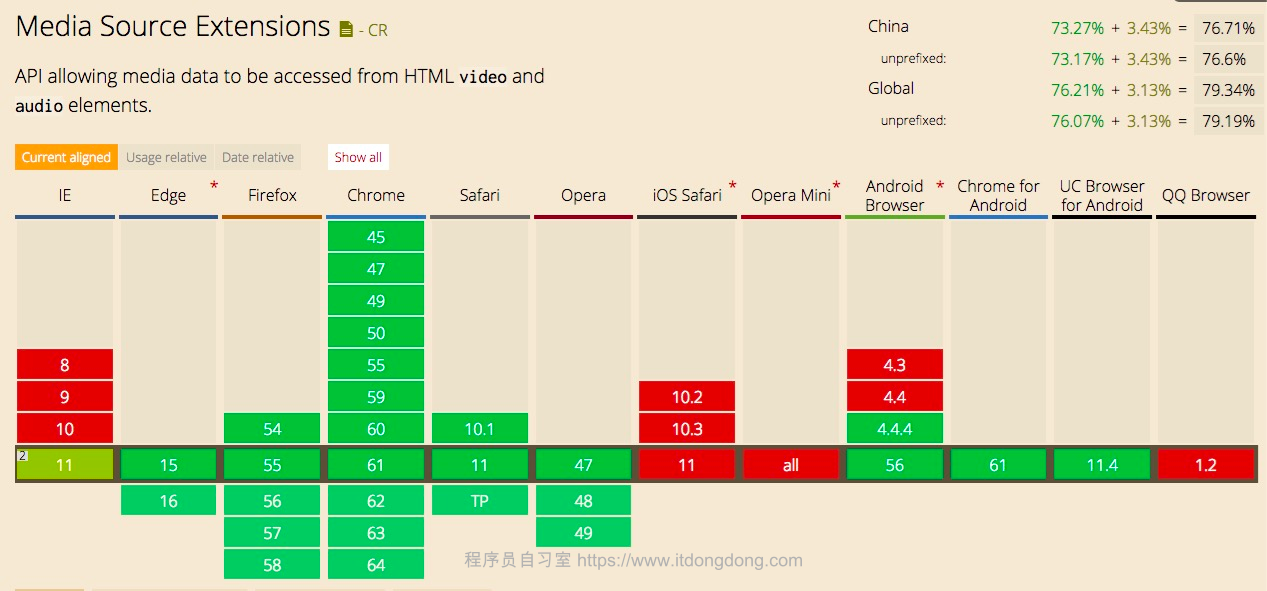 Media Source Extensions - CR
API allowing media data to be accessed from HTML video and
audio elements.
China 73.27% + 3.43% = 76.71%
unprefixed: 73.17% + 3.43% = 76.6%
Global 76.21% + 3.13% = 79.34%
unprefixed: 76.07% + 3.13% = 79.19%
Current aligned Usage relative Date relative Show all
IE Edge * Firefox Chrome Safari Opera iOS Safari * Opera Mini * Android Browser * Chrome for Android UC Browser for Android QQ Browser
45
47
49
50
8 55 4.3
9 59 10.2 4.4
10 54 60 10.1 10.3 4.4.4
2 11 15 55 61 11 47 11 all 56 61 11.4 1.2
16 56 62 TP 48
57 63 49
58 64
程序员自习室 https://www.itdongdong.com